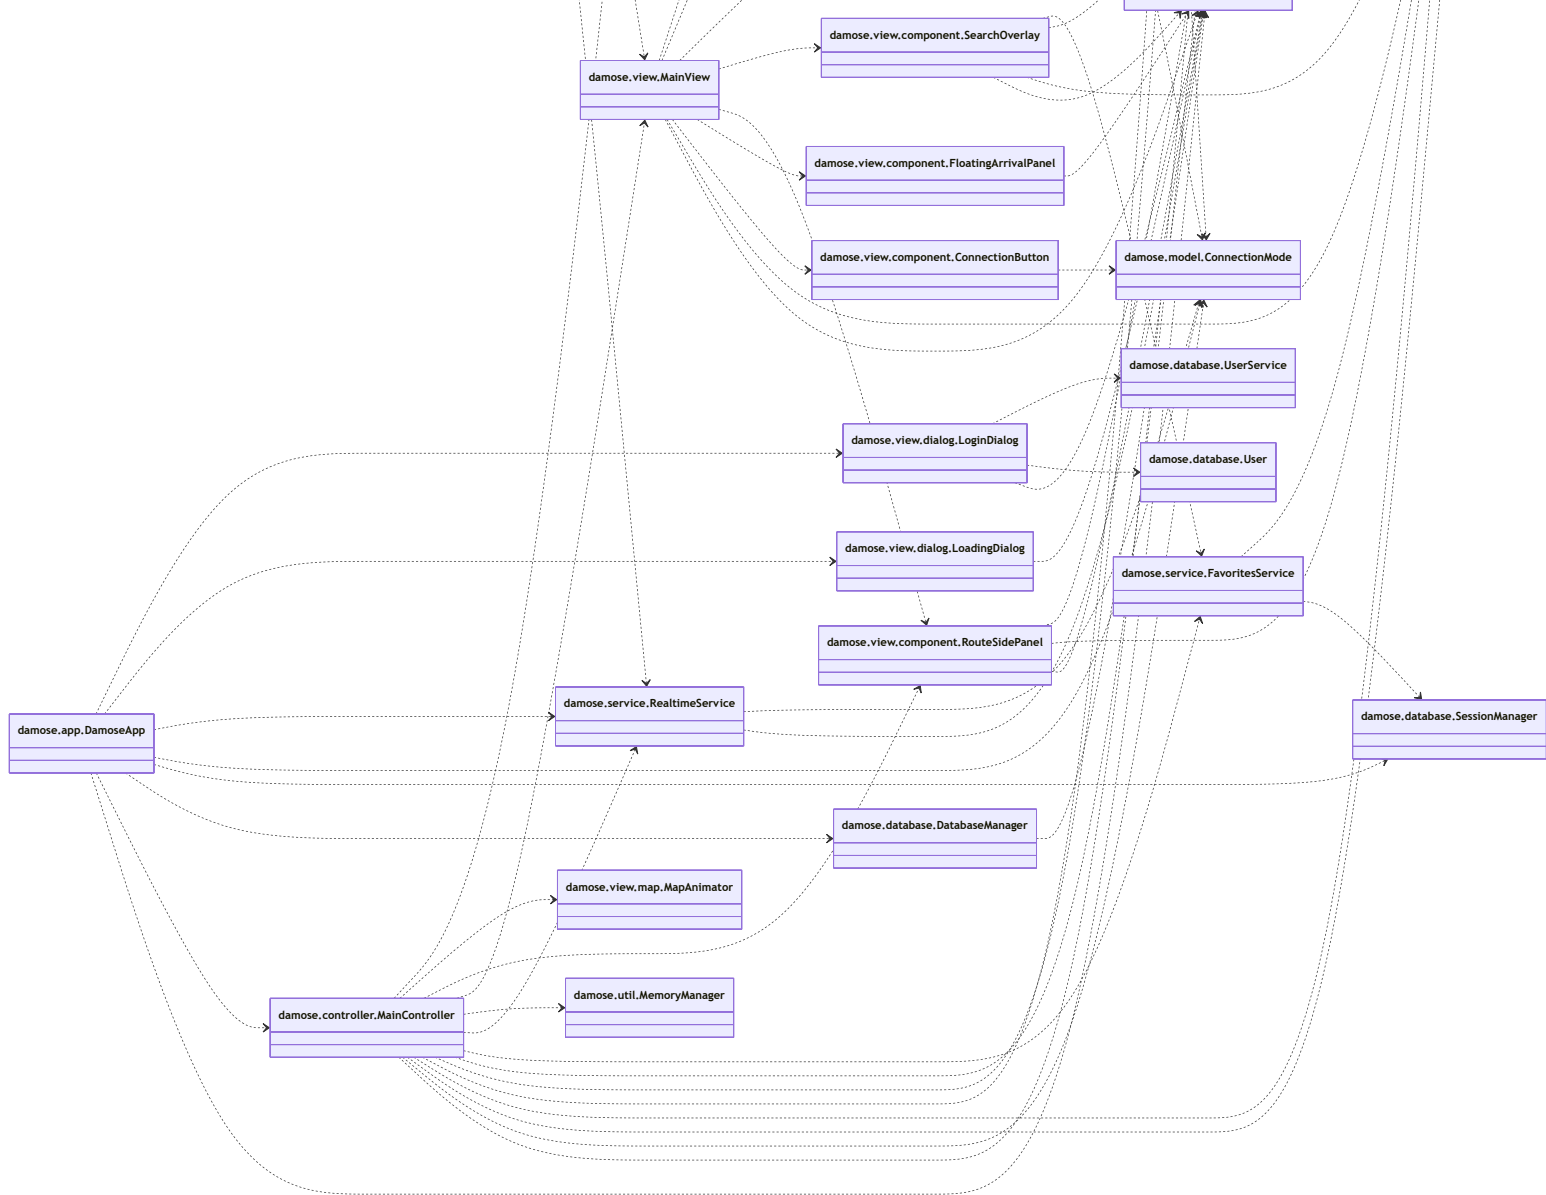 damose.view.component.SearchOverlay
damose.view.MainView
damose.view.component.FloatingArrivalPanel
damose.view.component.ConnectionButton
damose.model.ConnectionMode
damose.database.UserService
damose.view.dialog.LoginDialog
damose.database.User
damose.view.dialog.LoadingDialog
damose.service.FavoritesService
damose.view.component.RouteSidePanel
damose.service.RealtimeService
damose.database.SessionManager
damose.app.DamoseApp
damose.database.DatabaseManager
damose.view.map.MapAnimator
damose.util.MemoryManager
damose.controller.MainController